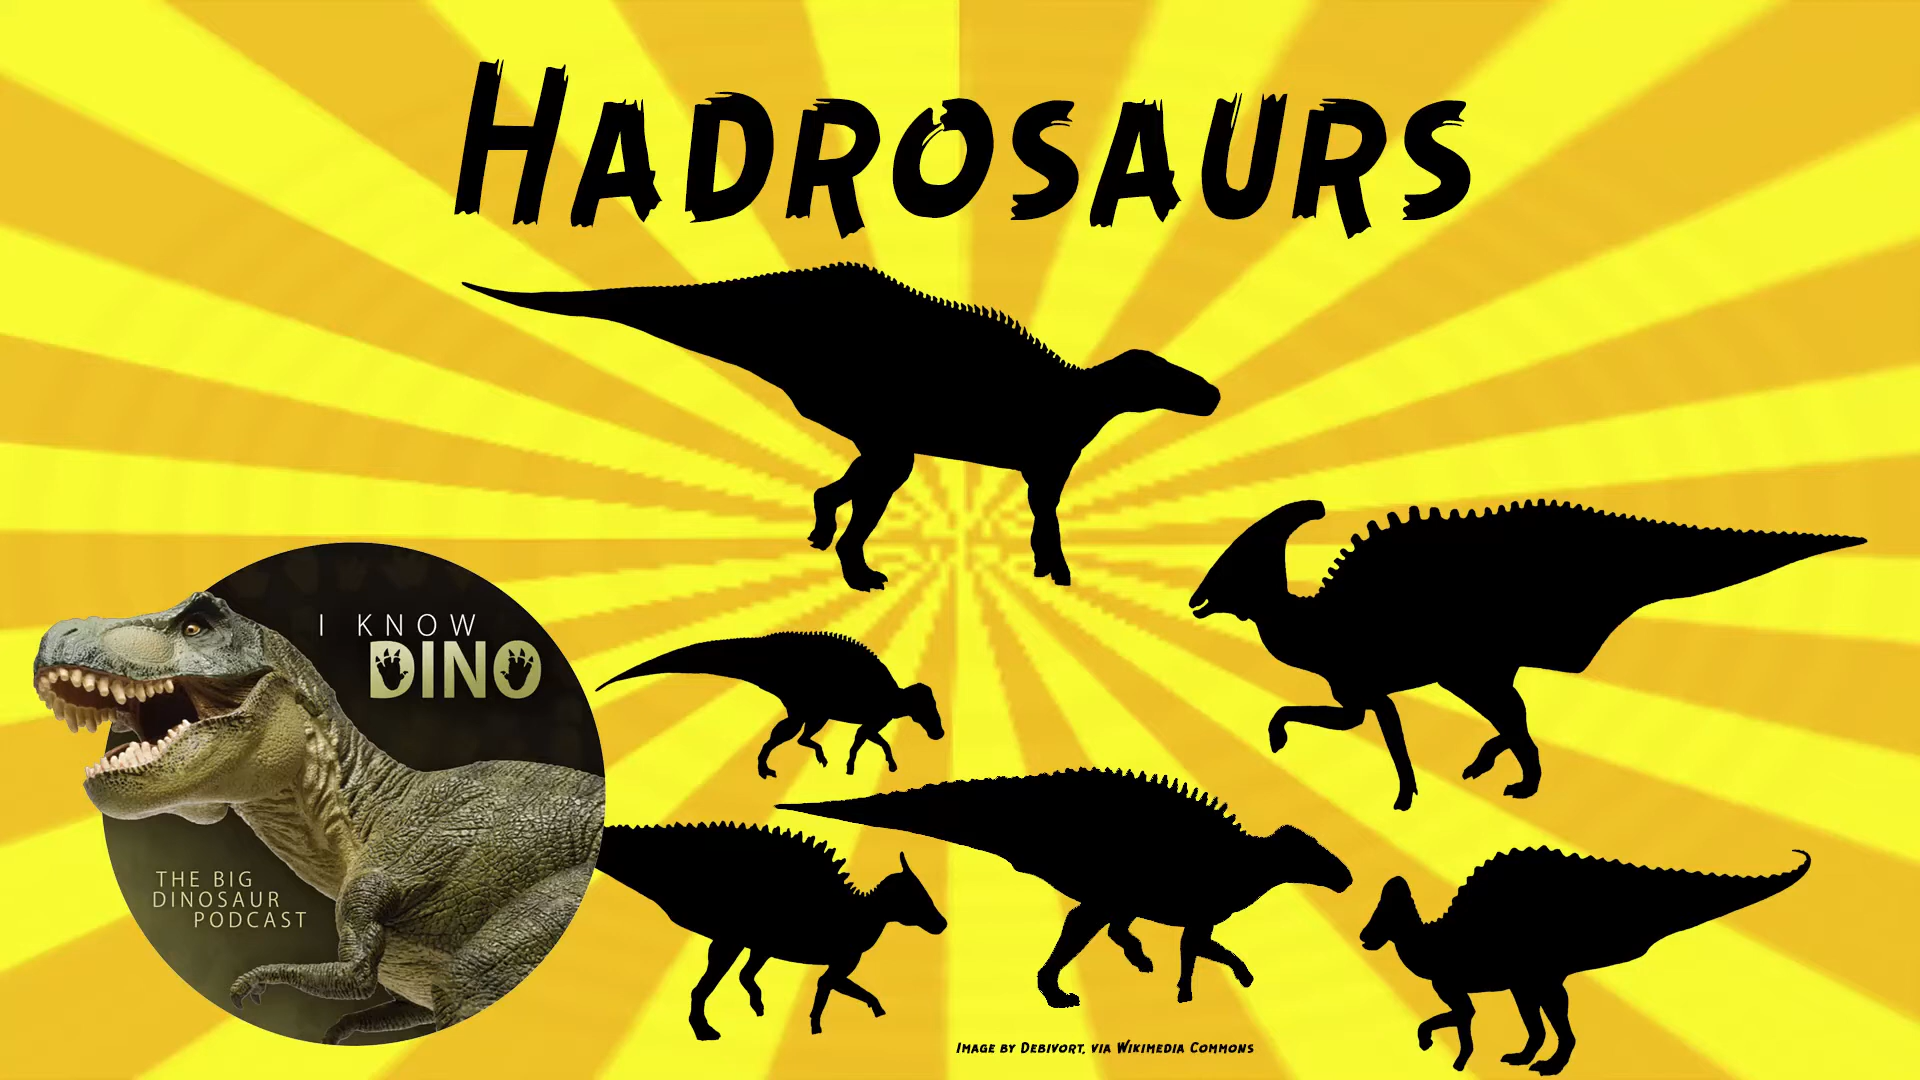 HADROSAURS
I KNOW
DINO
THE BIG
DINOSAUR
PODCAST
IMAGE BY DEBIVORT, VIA WIKIMEDIA COMMONS